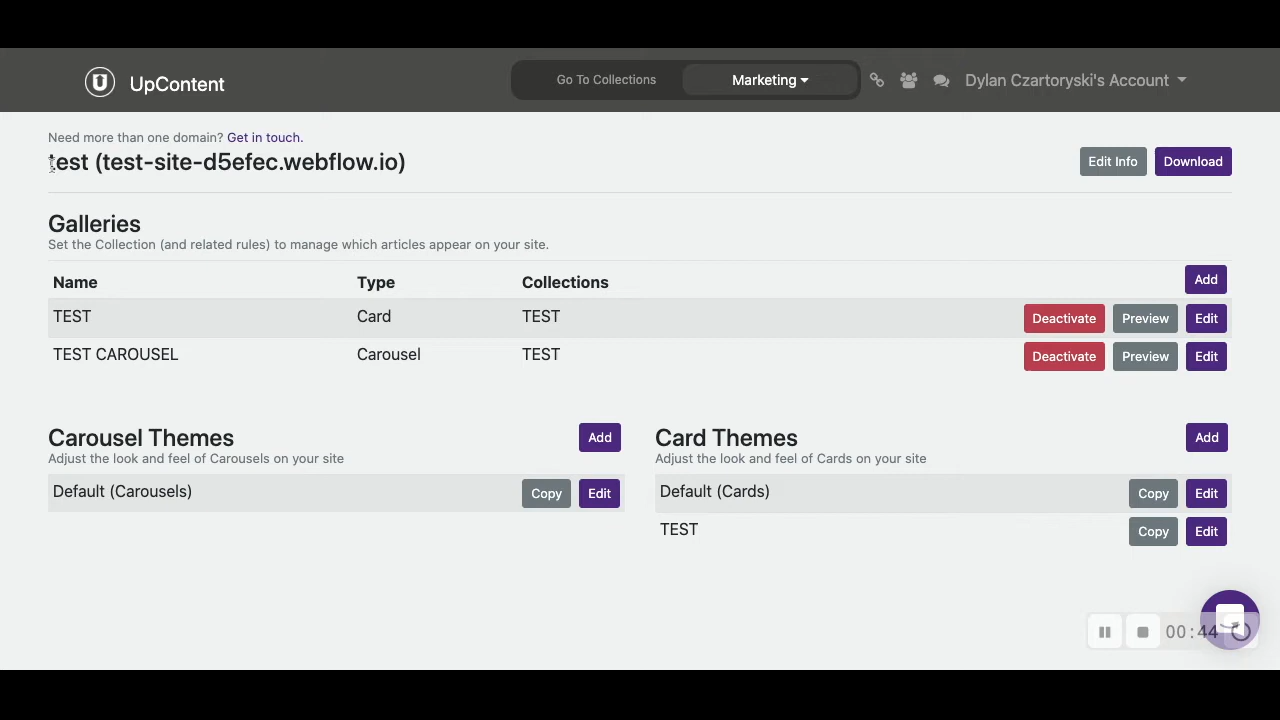 UpContent
Go To Collections
Marketing
Dylan Czartoryski's Account
Need more than one domain? Get in touch.
test (test-site-d5efec.webflow.io)
Edit Info
Download
Galleries
Set the Collection (and related rules) to manage which articles appear on your site.
Name Type Collections Add
TEST Card TEST Deactivate Preview Edit
TEST CAROUSEL Carousel TEST Deactivate Preview Edit
Carousel Themes
Add
Adjust the look and feel of Carousels on your site
Default (Carousels) Copy Edit
Card Themes
Add
Adjust the look and feel of Cards on your site
Default (Cards) Copy Edit
TEST Copy Edit
00:44